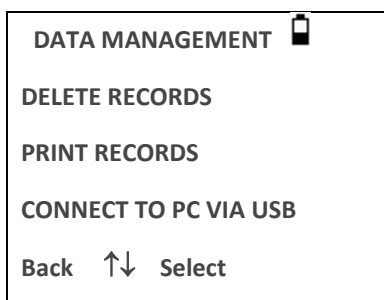 DATA MANAGEMENT
DELETE RECORDS
PRINT RECORDS
CONNECT TO PC VIA USB
Back ↑↓ Select